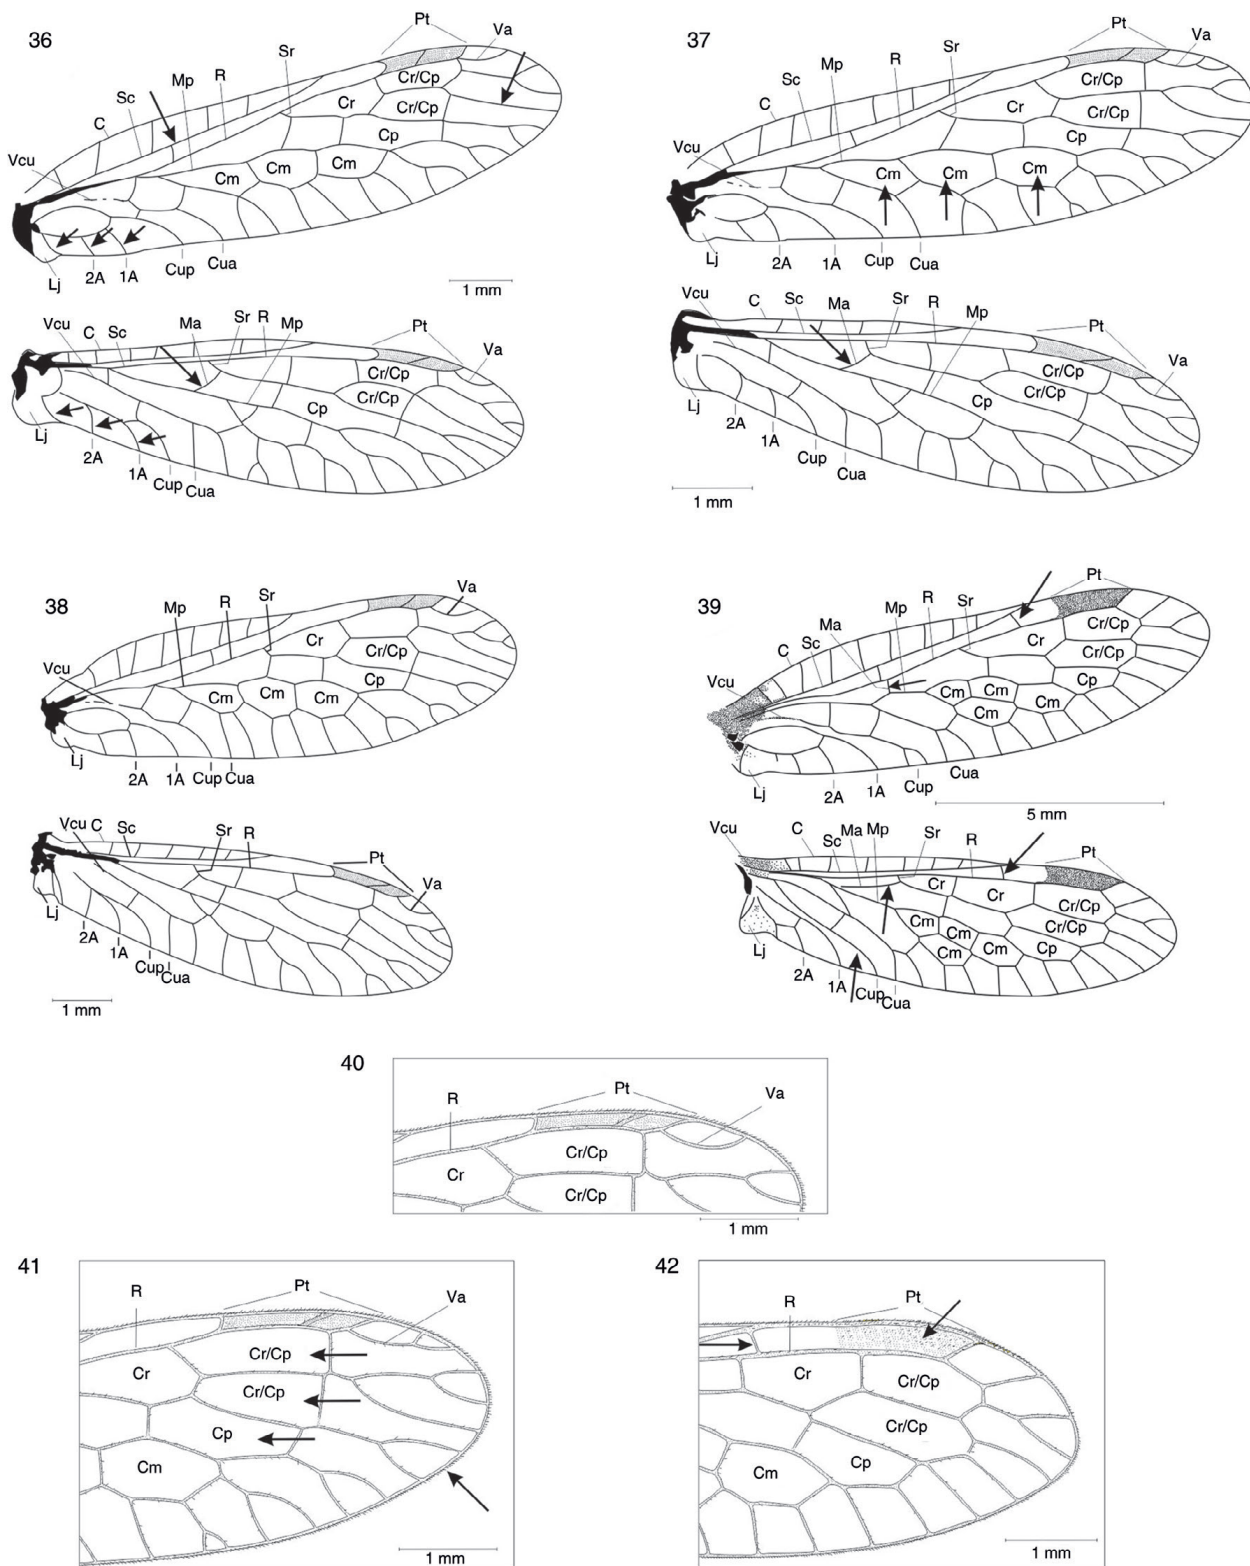 36
Pt
Va
Sr
R
Mp
Sc
C
Vcu
Cr/Cp
Cr
Cr/Cp
Cp
Cm
Cm
Cm
Lj
2A
1A
Cup
Cua
1 mm
Vcu
C
Sc
Ma
Sr
R
Mp
Pt
Va
Cr/Cp
Cr/Cp
Cp
Lj
2A
1A
Cup
Cua
37
Pt
Va
Sr
R
Mp
Sc
C
Vcu
Cr/Cp
Cr
Cr/Cp
Cp
Cm
Cm
Cm
Lj
2A
1A
Cup
Cua
Vcu
C
Sc
Ma
Sr
R
Mp
Pt
Va
Cr/Cp
Cr/Cp
Cp
Lj
2A
1A
Cup
Cua
1 mm
38
Va
Sr
R
Mp
Vcu
Cr
Cr/Cp
Cp
Cm
Cm
Cm
Lj
2A
1A
Cup
Cua
Vcu
C
Sc
Sr
R
Pt
Va
Lj
2A
1A
Cup
Cua
1 mm
39
Pt
Sr
R
Mp
Ma
Sc
C
Vcu
Cr/Cp
Cr
Cr/Cp
Cp
Cm
Cm
Cm
Cm
Lj
2A
1A
Cup
Cua
5 mm
Vcu
C
Sc
Ma
Mp
Sr
R
Pt
Cr
Cr
Cr/Cp
Cr/Cp
Cp
Cm
Cm
Cm
Cm
Lj
2A
1A
Cup
Cua
40
Pt
R
Va
Cr/Cp
Cr
Cr/Cp
1 mm
41
R
Pt
Va
Cr/Cp
Cr
Cr/Cp
Cp
Cm
1 mm
42
R
Pt
Cr
Cr/Cp
Cr/Cp
Cp
Cm
1 mm